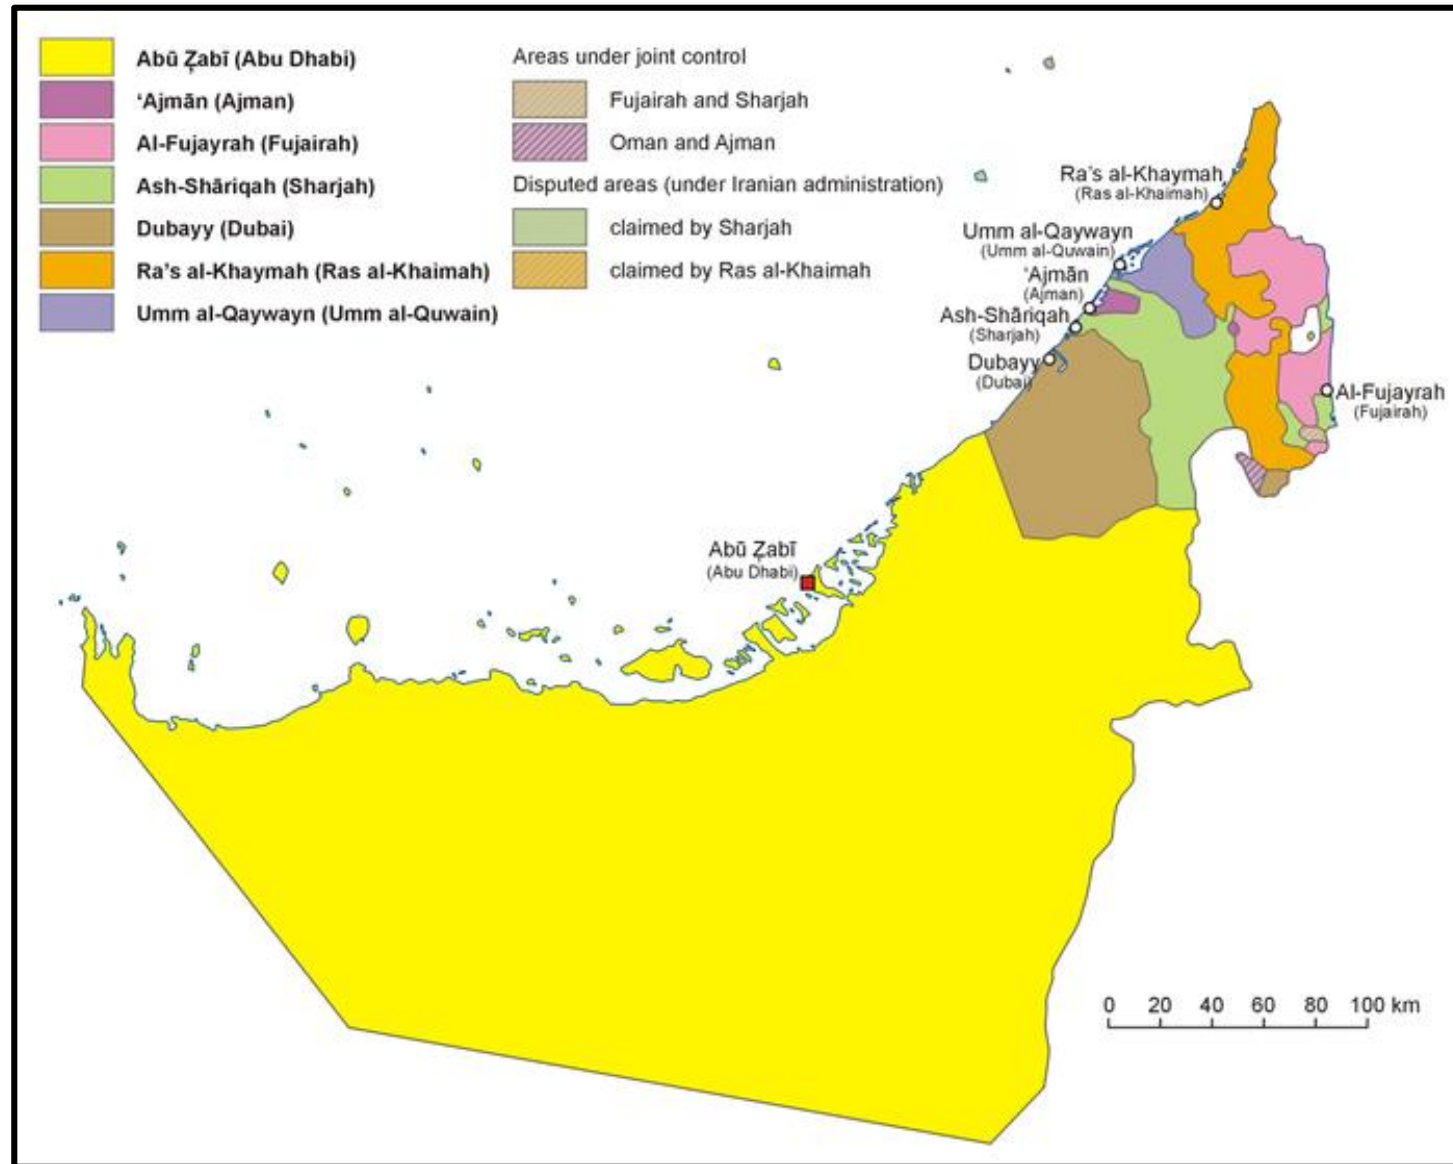 Abū Z̧abī (Abu Dhabi)
‘Ajmān (Ajman)
Al-Fujayrah (Fujairah)
Ash-Shāriqah (Sharjah)
Dubayy (Dubai)
Ra’s al-Khaymah (Ras al-Khaimah)
Umm al-Qaywayn (Umm al-Quwain)
Areas under joint control
Fujairah and Sharjah
Oman and Ajman
Disputed areas (under Iranian administration)
claimed by Sharjah
claimed by Ras al-Khaimah
Ra’s al-Khaymah
(Ras al-Khaimah)
Umm al-Qaywayn
(Umm al-Quwain)
‘Ajmān
(Ajman)
Ash-Shāriqah
(Sharjah)
Dubayy
(Dubai)
Al-Fujayrah
(Fujairah)
Abū Z̧abī
(Abu Dhabi)
0 20 40 60 80 100 km